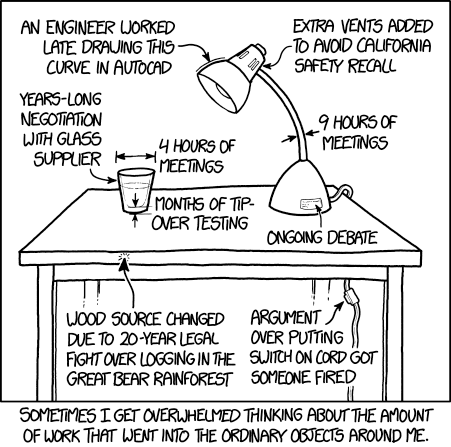 AN ENGINEER WORKED
LATE DRAWING THIS
CURVE IN AUTOCAD
EXTRA VENTS ADDED
TO AVOID CALIFORNIA
SAFETY RECALL
YEARS-LONG
NEGOTIATION
WITH GLASS
SUPPLIER
4 HOURS OF
MEETINGS
9 HOURS OF
MEETINGS
MONTHS OF TIP-
OVER TESTING
ONGOING DEBATE
WOOD SOURCE CHANGED
DUE TO 20-YEAR LEGAL
FIGHT OVER LOGGING IN THE
GREAT BEAR RAINFOREST
ARGUMENT
OVER PUTTING
SWITCH ON CORD GOT
SOMEONE FIRED
SOMETIMES I GET OVERWHELMED THINKING ABOUT THE AMOUNT
OF WORK THAT WENT INTO THE ORDINARY OBJECTS AROUND ME.